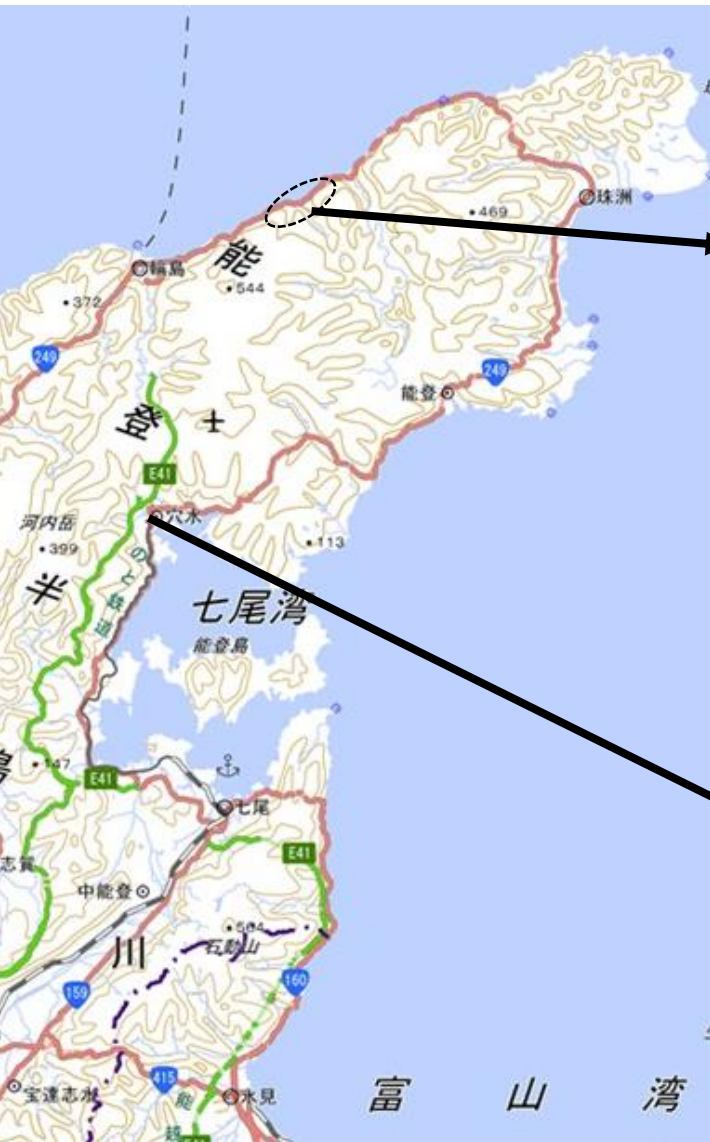 珠洲
469
輪島
能
544
372
249
249
能登
登
E41
穴水
河内岳
399
113
のと鉄道
半
七尾湾
能登島
147
E41
七尾
志賀
E41
中能登
564
石動山
川
160
159
415
宝達志水
能越
氷見
富山湾